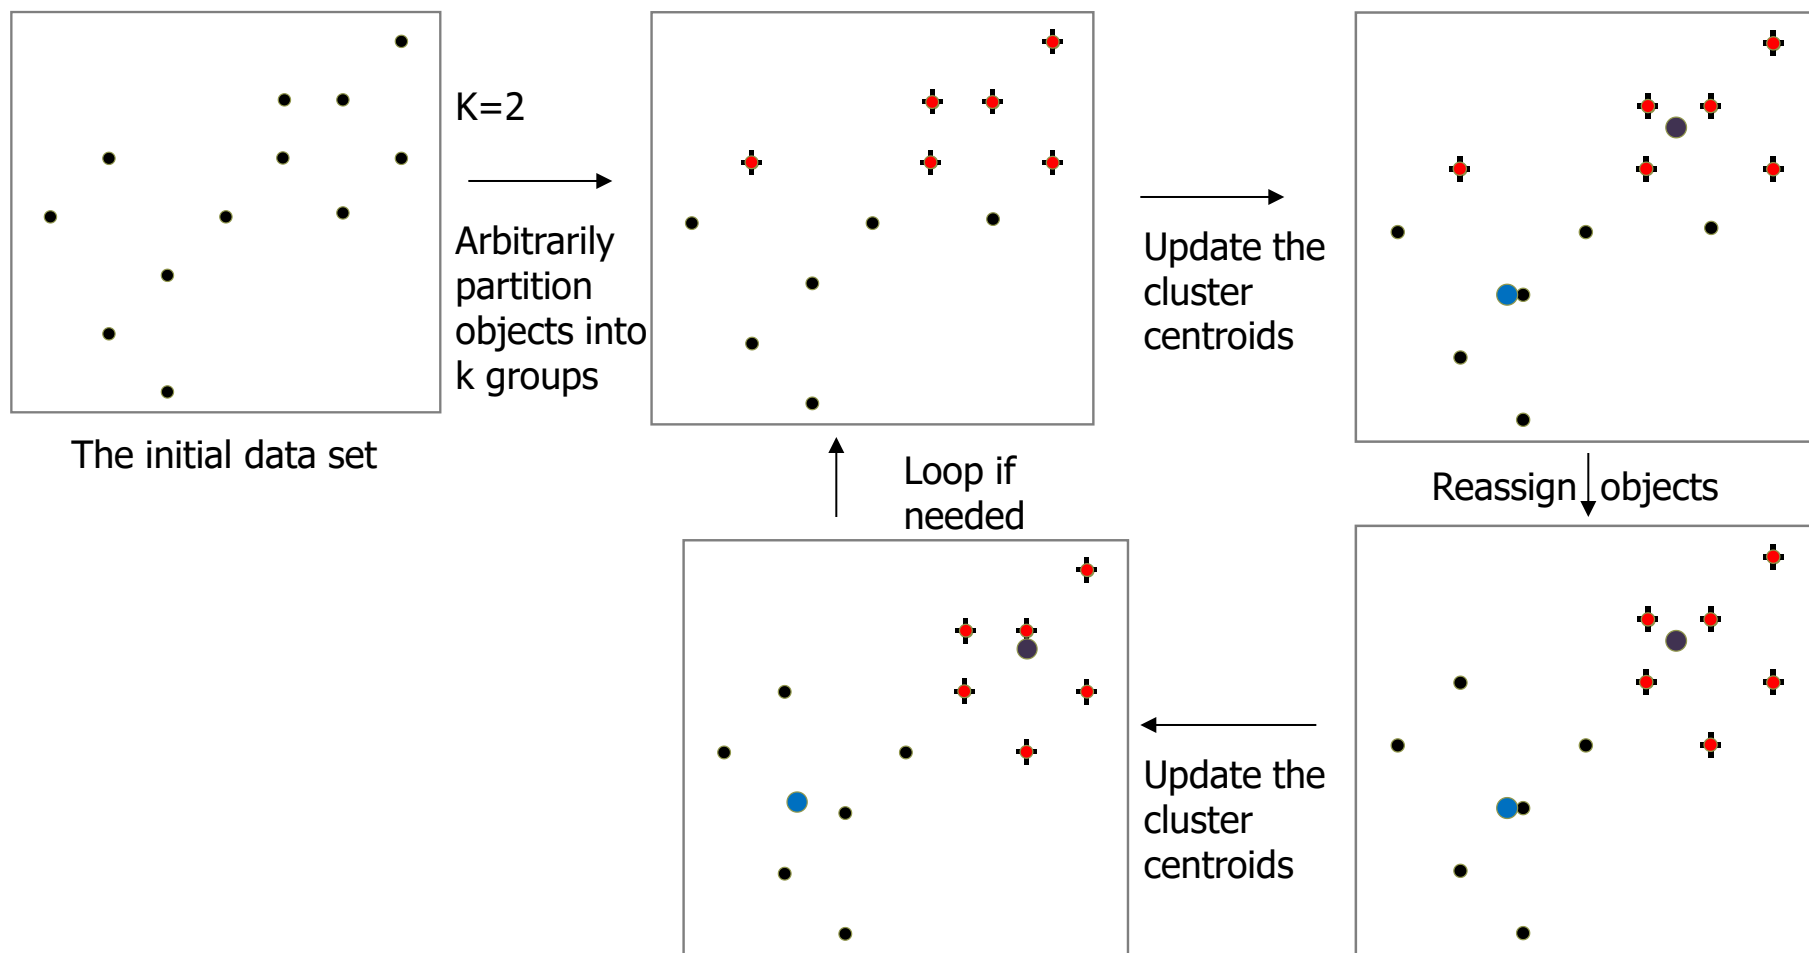 K=2
Arbitrarily
partition
objects into
k groups
The initial data set
Update the
cluster
centroids
Reassign objects
Loop if
needed
Update the
cluster
centroids